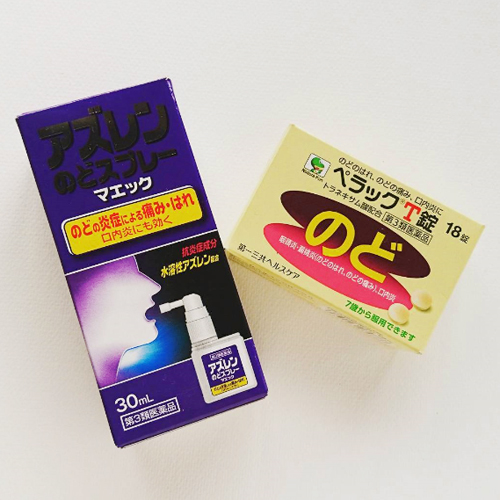 アズレン
のどスプレー
マエック
のどの炎症による痛み・はれ
口内炎にも効く
抗炎症成分
水溶性アズレン配合
アズレン
のどスプレー
マエック
30mL
第3類医薬品
のどのはれ、のどの痛み、口内炎に
ペラックT錠
18錠
トラネキサム酸配合
第3類医薬品
のど
咽頭炎・扁桃炎(のどのはれ、のどの痛み)、口内炎
第一三共ヘルスケア
7歳から服用できます